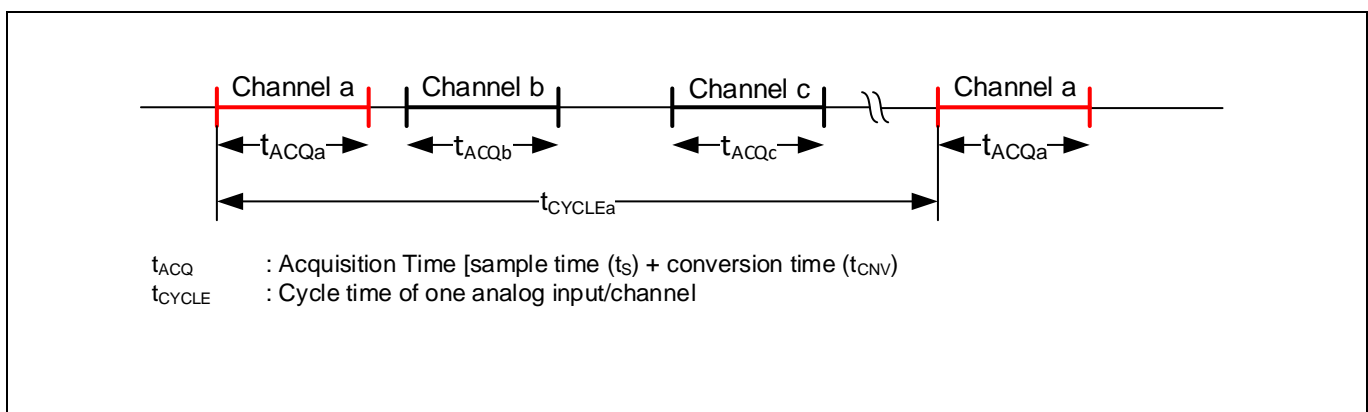 Channel a Channel b Channel c Channel a
tACQa tACQb tACQc tACQa
tCYCLEa
tACQ : Acquisition Time [sample time (tS) + conversion time (tCNV)
tCYCLE : Cycle time of one analog input/channel